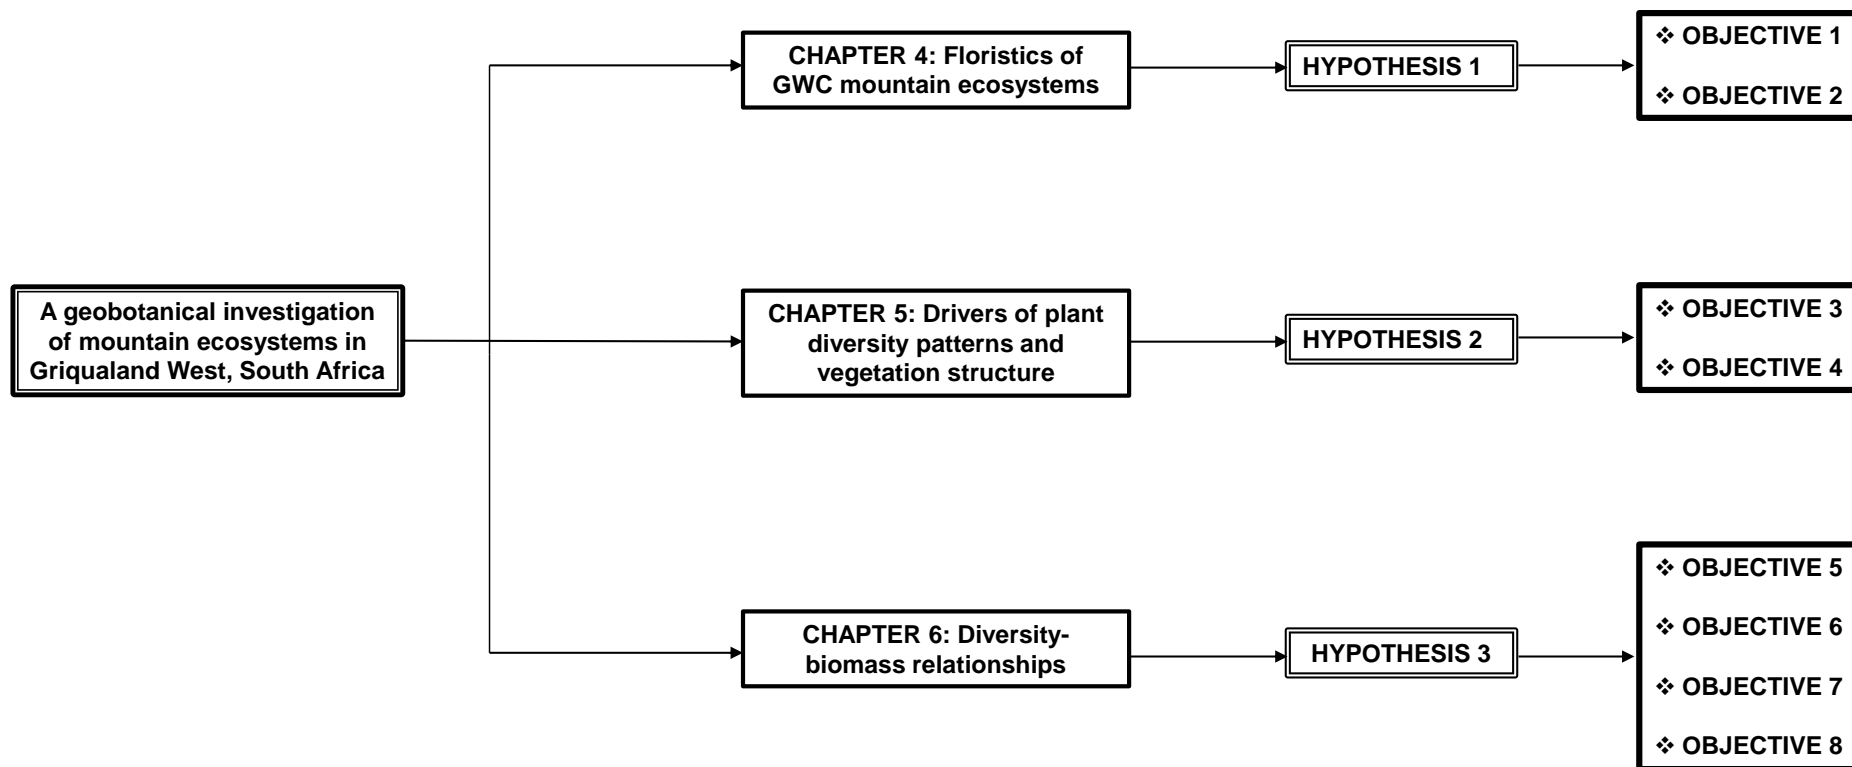 A geobotanical investigation
of mountain ecosystems in
Griqualand West, South Africa
CHAPTER 4: Floristics of
GWC mountain ecosystems
HYPOTHESIS 1
❖ OBJECTIVE 1
❖ OBJECTIVE 2
CHAPTER 5: Drivers of plant
diversity patterns and
vegetation structure
HYPOTHESIS 2
❖ OBJECTIVE 3
❖ OBJECTIVE 4
CHAPTER 6: Diversity-
biomass relationships
HYPOTHESIS 3
❖ OBJECTIVE 5
❖ OBJECTIVE 6
❖ OBJECTIVE 7
❖ OBJECTIVE 8